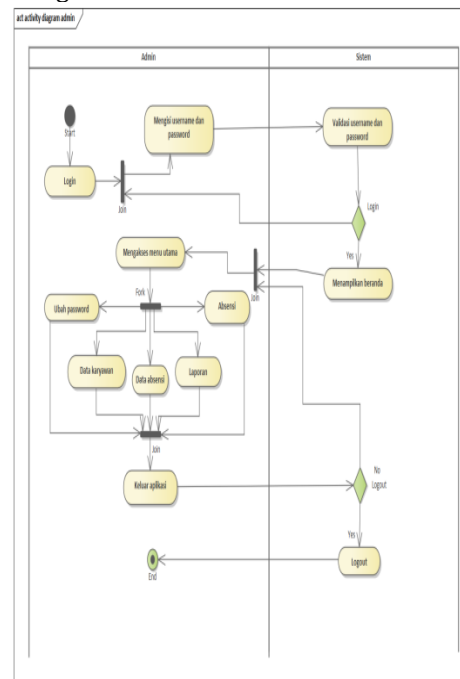 act activity diagram admin
Admin
Sistem
Start
Login
Join
Mengisi username dan
password
Validasi username dan
password
Login
Yes
Menampilkan beranda
Join
Mengakses menu utama
Fork
Ubah password
Absensi
Data karyawan
Data absensi
Laporan
Join
Keluar aplikasi
No
Logout
Yes
Logout
End